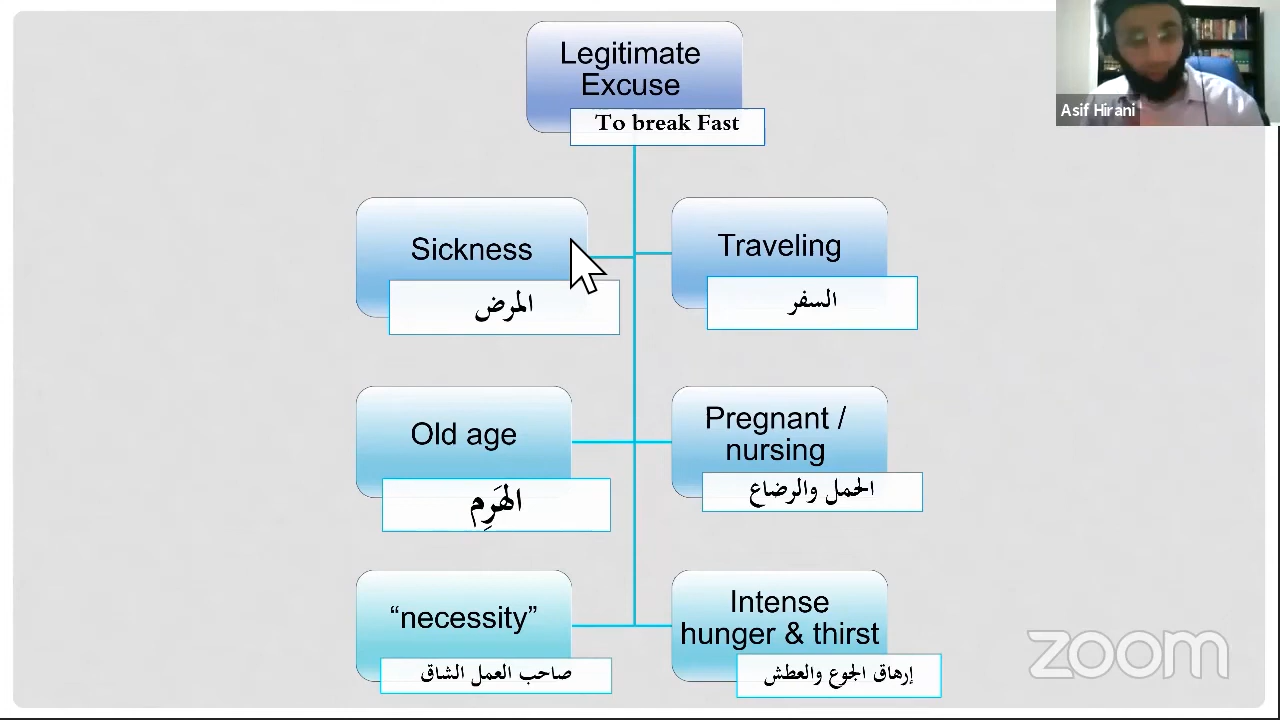 Legitimate
Excuse
To break Fast
Asif Hirani
Sickness
المرض
Traveling
السفر
Old age
الهَرِم
Pregnant /
nursing
الحمل والرضاع
“necessity”
صاحب العمل الشاق
Intense
hunger & thirst
إرهاق الجوع والعطش
zoom